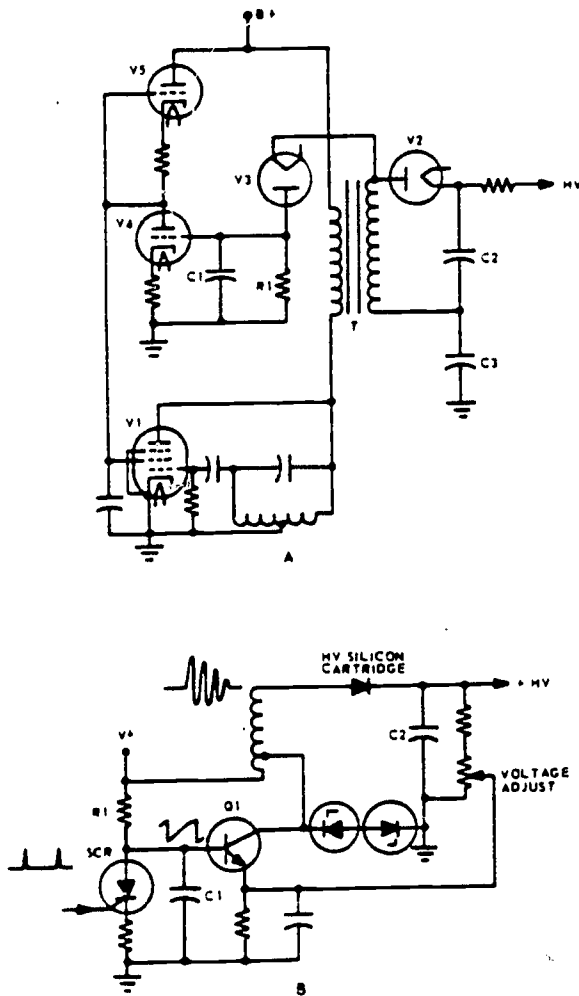 B+
V5
V2
V3
HV
V4
C1
R1
C2
T
C3
V1
A
HV SILICON
CARTRIDGE
+ HV
V+
C2
VOLTAGE
ADJUST
R1
Q1
SCR
C1
B